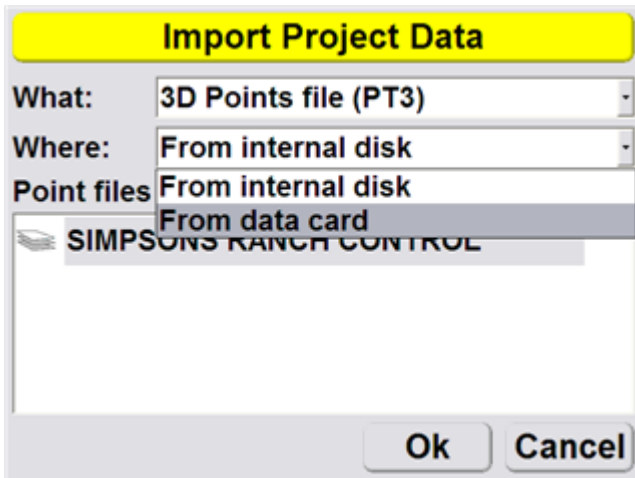 Import Project Data
What: 3D Points file (PT3)
Where: From internal disk
From internal disk
Point files
From data card
SIMPSONS RANCH CONTROL
Ok Cancel